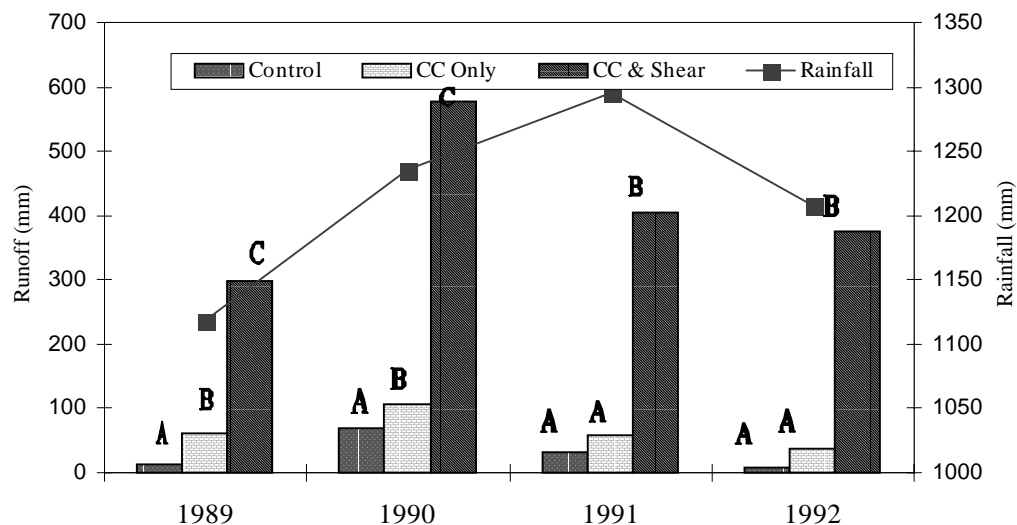 700
600
500
400
300
200
100
0
Runoff (mm)
Control CC Only CC & Shear Rainfall
1350
1300
1250
1200
1150
1100
1050
1000
Rainfall (mm)
A B C
A B C
A A B
A A B
1989 1990 1991 1992